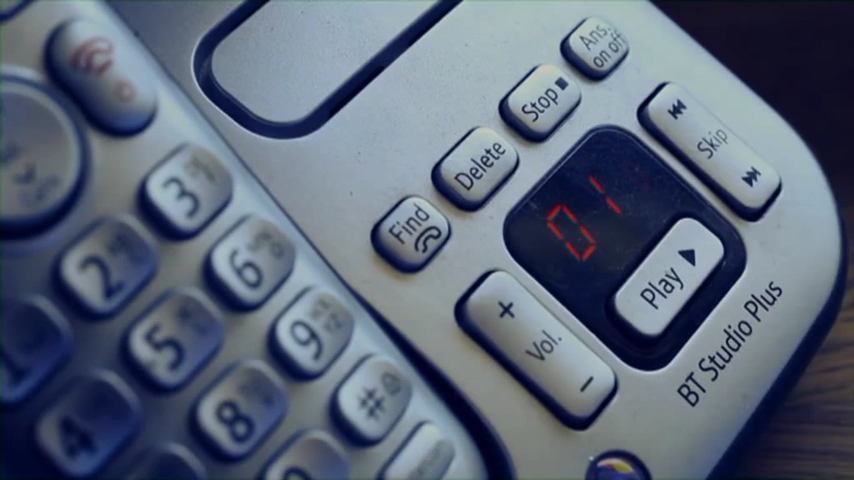 Ans.
on off
Stop
Delete
Find
Skip
01
Play
+
Vol.
-
BT Studio Plus
3
2
6
1
5
9
4
8
#